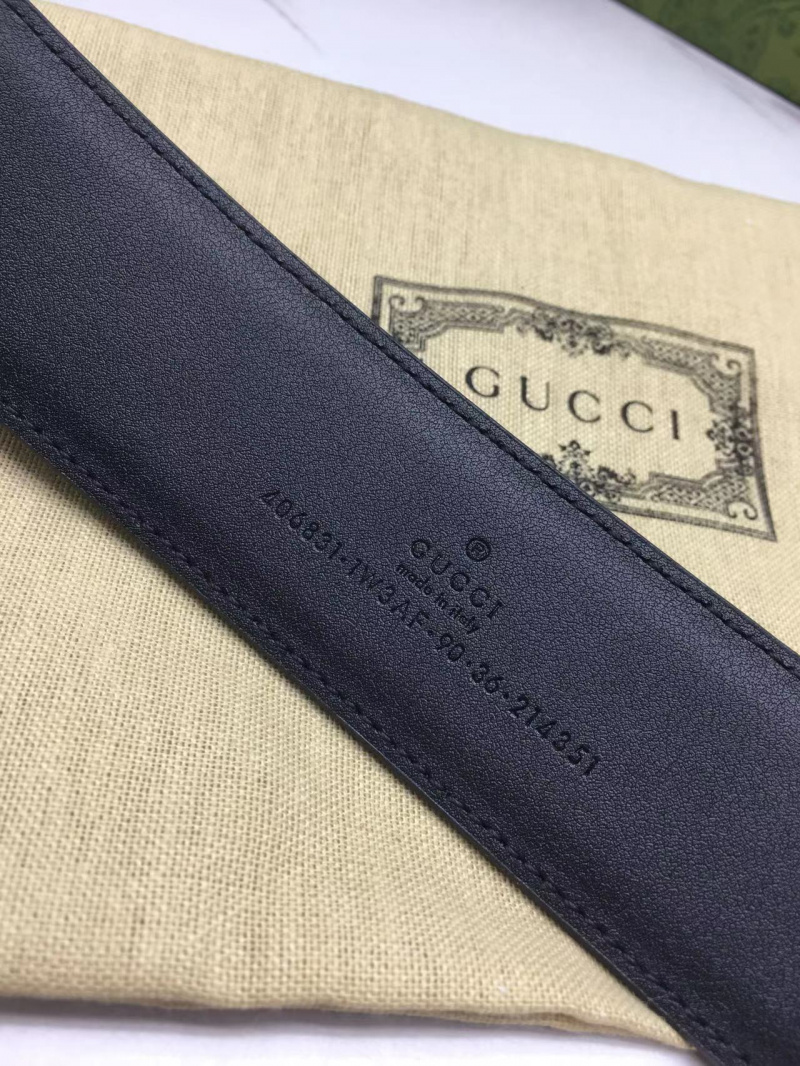 GUCCI
®
GUCCI
made in italy
406831·1W3AF·90·36·214351